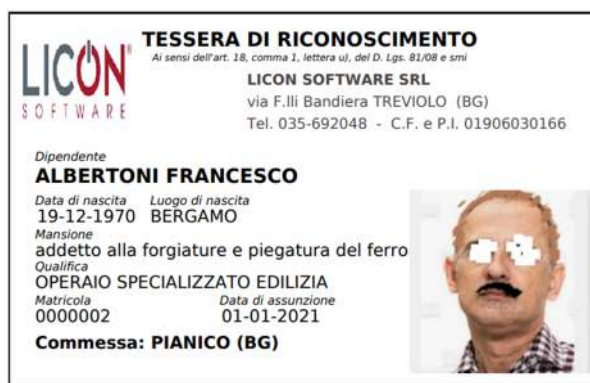 LICON®
SOFTWARE
TESSERA DI RICONOSCIMENTO
Ai sensi dell'art. 18, comma 1, lettera u), del D. Lgs. 81/08 e smi
LICON SOFTWARE SRL
via F.lli Bandiera TREVIOLO (BG)
Tel. 035-692048 - C.F. e P.I. 01906030166
Dipendente
ALBERTONI FRANCESCO
Data di nascita Luogo di nascita
19-12-1970 BERGAMO
Mansione
addetto alla forgiature e piegatura del ferro
Qualifica
OPERAIO SPECIALIZZATO EDILIZIA
Matricola Data di assunzione
0000002 01-01-2021
Commessa: PIANICO (BG)